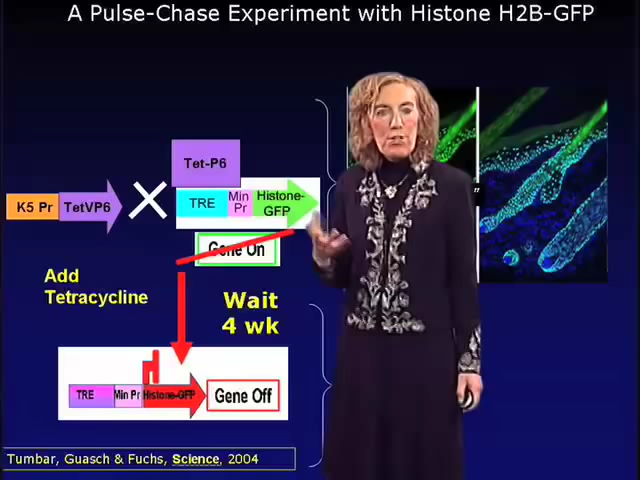 A Pulse-Chase Experiment with Histone H2B-GFP
Tet-P6
K5 Pr
TetVP6
TRE
Min
Pr
Histone-
GFP
Gene On
Add
Tetracycline
Wait
4 wk
TRE
Min Pr
Histone-GFP
Gene Off
Tumbar, Guasch & Fuchs, Science, 2004